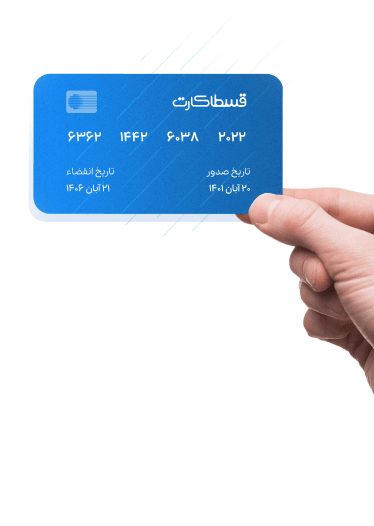 قسطاکارت
۶۳۶۲ ۱۴۴۲ ۶۰۳۸ ۲۰۲۲
تاریخ صدور تاریخ انقضاء
۲۰ آبان ۱۴۰۱ ۲۱ آبان ۱۴۰۶